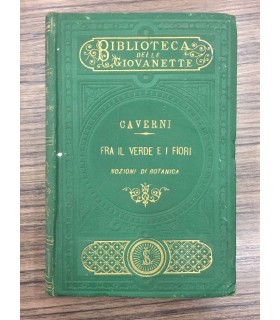 BIBLIOTECA
DELLE
GIOVANETTE
CAVERNI
FRA IL VERDE E I FIORI
NOZIONI DI BOTANICA